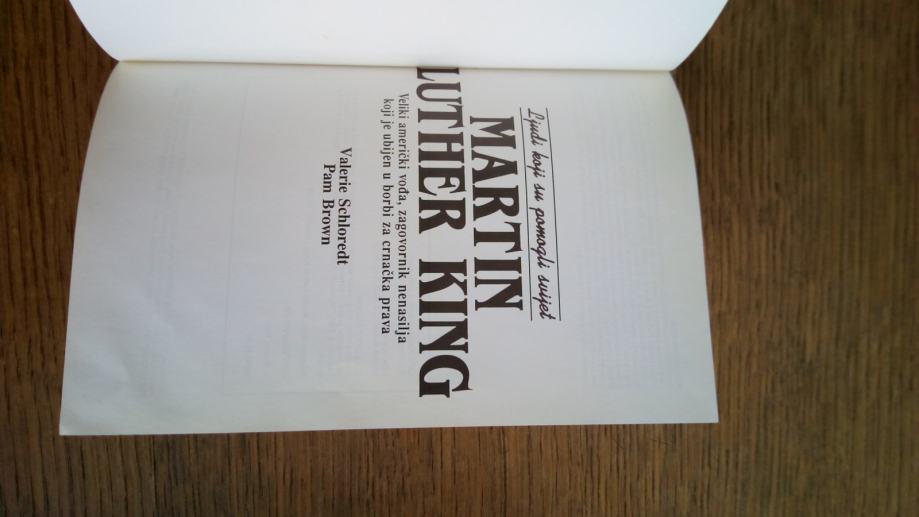 Ljudi koji su pomogli svijetu
MARTIN
LUTHER KING
Veliki američki vođa, zagovornik nenasilja
koji je ubijen u borbi za crnačka prava
Valerie Schloredt
Pam Brown